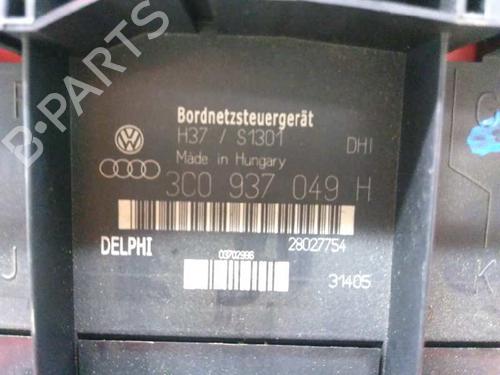 B-PARTS
Bordnetzsteuergerät
H37 / S1301 DHI
Made in Hungary
3C0 937 049 H
DELPHI 28027754
03702996
31405
J
K